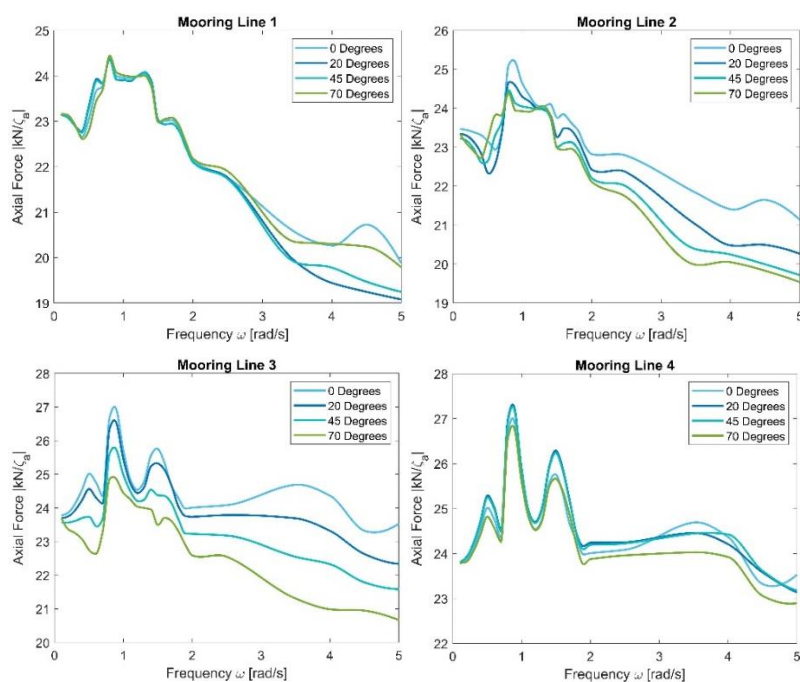 Mooring Line 1
25
24
23
22
21
20
19
Axial Force |kN/ζa|
0 Degrees
20 Degrees
45 Degrees
70 Degrees
0 1 2 3 4 5
Frequency ω [rad/s]
Mooring Line 2
26
25
24
23
22
21
20
19
Axial Force |kN/ζa|
0 Degrees
20 Degrees
45 Degrees
70 Degrees
0 1 2 3 4 5
Frequency ω [rad/s]
Mooring Line 3
28
27
26
25
24
23
22
21
20
Axial Force |kN/ζa|
0 Degrees
20 Degrees
45 Degrees
70 Degrees
0 1 2 3 4 5
Frequency ω [rad/s]
Mooring Line 4
28
27
26
25
24
23
22
Axial Force |kN/ζa|
0 Degrees
20 Degrees
45 Degrees
70 Degrees
0 1 2 3 4 5
Frequency ω [rad/s]